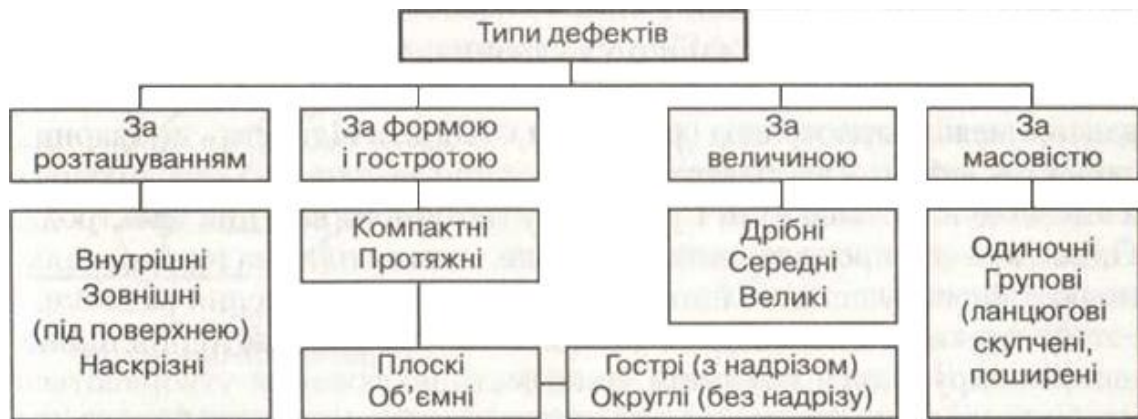 Типи дефектів
За
розташуванням
За формою
і гостротою
За
величиною
За
масовістю
Внутрішні
Зовнішні
(під поверхнею)
Наскрізні
Компактні
Протяжні
Плоскі
Об'ємні
Дрібні
Середні
Великі
Гострі (з надрізом)
Округлі (без надрізу)
Одиночні
Групові
(ланцюгові
скупчені,
поширені